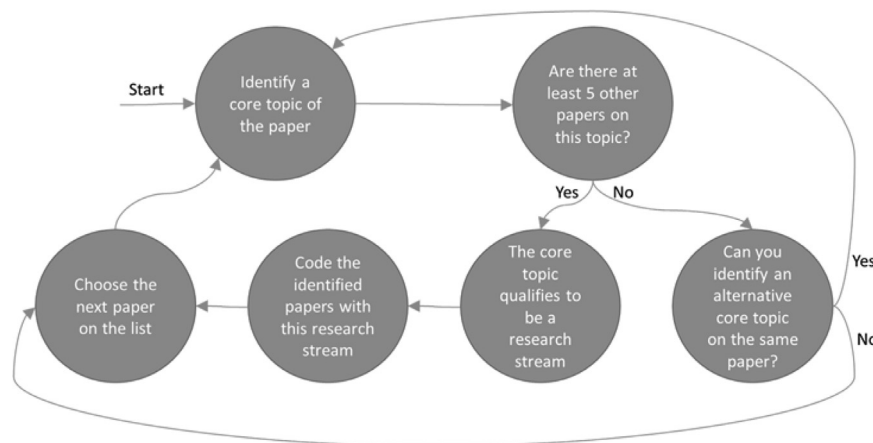 Start
Identify a
core topic of
the paper
Are there at
least 5 other
papers on
this topic?
Yes
No
Choose the
next paper
on the list
Code the
identified
papers with
this research
stream
The core
topic
qualifies to
be a
research
stream
Can you
identify an
alternative
core topic
on the same
paper?
Yes
No